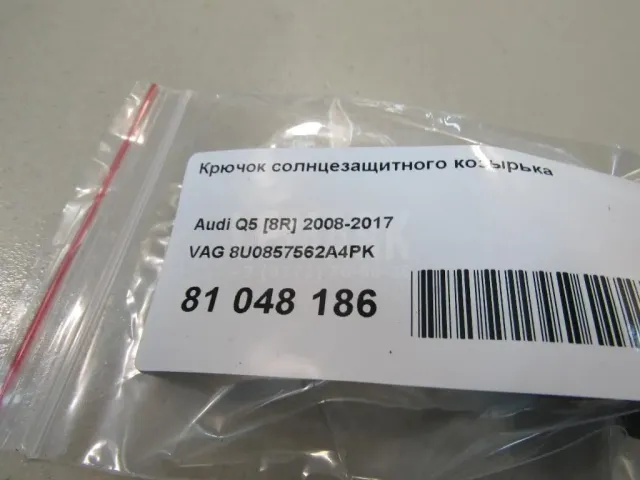 Крючок солнцезащитного козырька
Audi Q5 [8R] 2008-2017
VAG 8U0857562A4PK
81 048 186